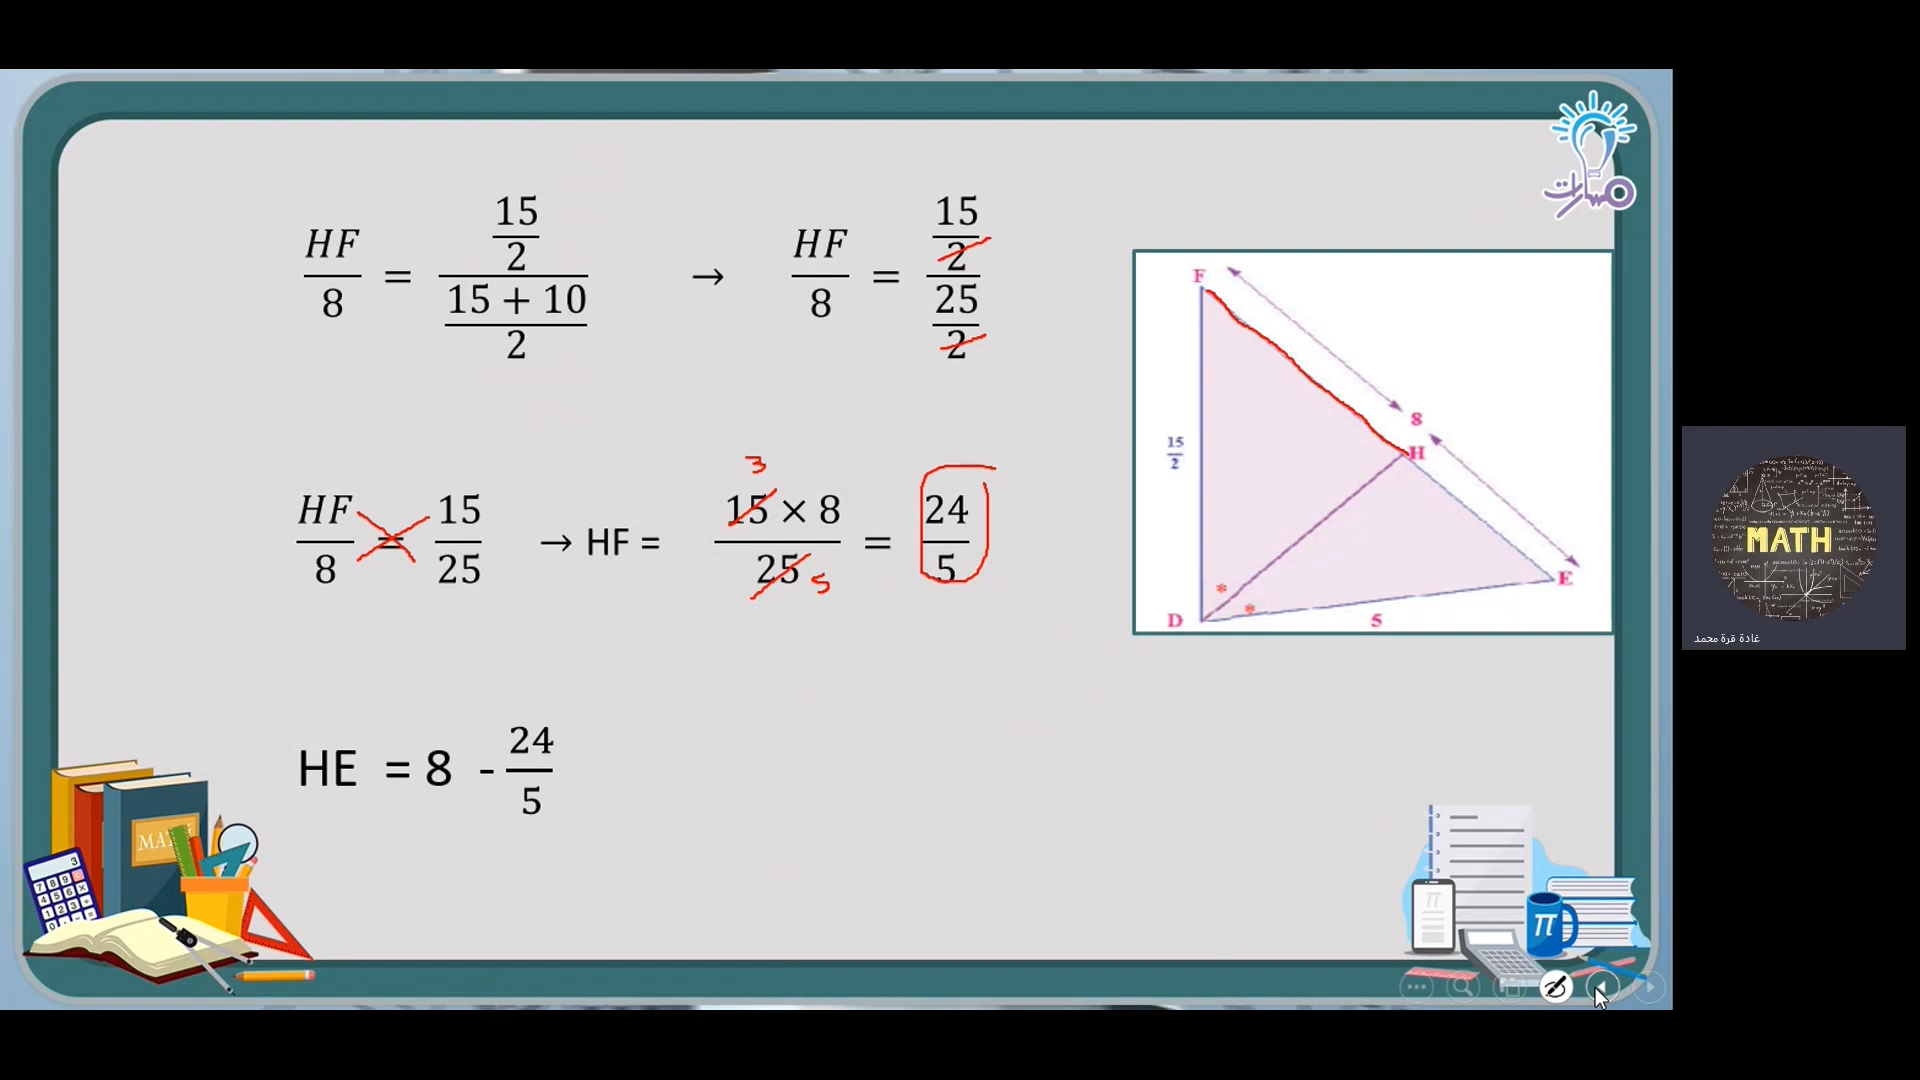 مسارات
HF/8 = (15/2)/((15 + 10)/2) → HF/8 = (15/2)/(25/2)
F
8
H
15/2
E
D
5
* *
3
HF/8 = 15/25 → HF = (15 × 8)/25 = 24/5
5
HE = 8 - 24/5
MATH
غادة قرة محمد
MATH
3
π
π